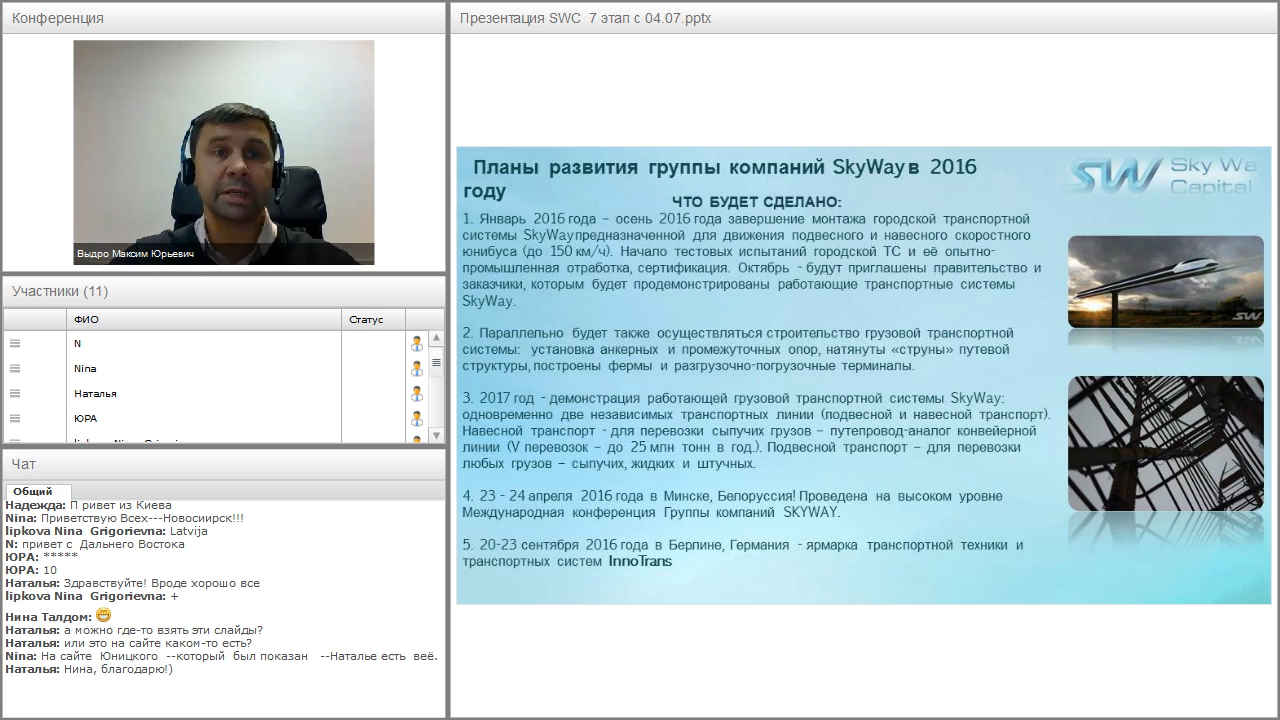 Конференция
Выдро Максим Юрьевич
Участники (11)
ФИО
Статус
N
Nina
Наталья
ЮРА
Чат
Общий
Надежда: П ривет из Киева
Nina: Приветствую Всех---Новосиирск!!!
lipkova Nina Grigorievna: Latvija
N: привет с Дальнего Востока
ЮРА: *****
ЮРА: 10
Наталья: Здравствуйте! Вроде хорошо все
lipkova Nina Grigorievna: +
Нина Талдом:
Наталья: а можно где-то взять эти слайды?
Наталья: или это на сайте каком-то есть?
Nina: На сайте Юницкого --который был показан --Наталье есть веё.
Наталья: Нина, благодарю!)
Презентация SWC 7 этап с 04.07.pptx
Планы развития группы компаний SkyWay в 2016
году
ЧТО БУДЕТ СДЕЛАНО:
1. Январь 2016 года – осень 2016 года завершение монтажа городской транспортной
системы SkyWay предназначенной для движения подвесного и навесного скоростного
юнибуса (до 150 км/ч). Начало тестовых испытаний городской ТС и её опытно-
промышленная отработка, сертификация. Октябрь - будут приглашены правительство и
заказчики, которым будет продемонстрированы работающие транспортные системы
SkyWay.
2. Параллельно будет также осуществляться строительство грузовой транспортной
системы: установка анкерных и промежуточных опор, натянуты «струны» путевой
структуры, построены фермы и разгрузочно-погрузочные терминалы.
3. 2017 год - демонстрация работающей грузовой транспортной системы SkyWay:
одновременно две независимых транспортных линии (подвесной и навесной транспорт).
Навесной транспорт - для перевозки сыпучих грузов – путепровод-аналог конвейерной
линии (V перевозок – до 25 млн тонн в год.). Подвесной транспорт – для перевозки
любых грузов – сыпучих, жидких и штучных.
4. 23 - 24 апреля 2016 года в Минске, Белоруссия! Проведена на высоком уровне
Международная конференция Группы компаний SKYWAY.
5. 20-23 сентября 2016 года в Берлине, Германия - ярмарка транспортной техники и
транспортных систем InnoTrans
SW Sky Wa
Capital
SW